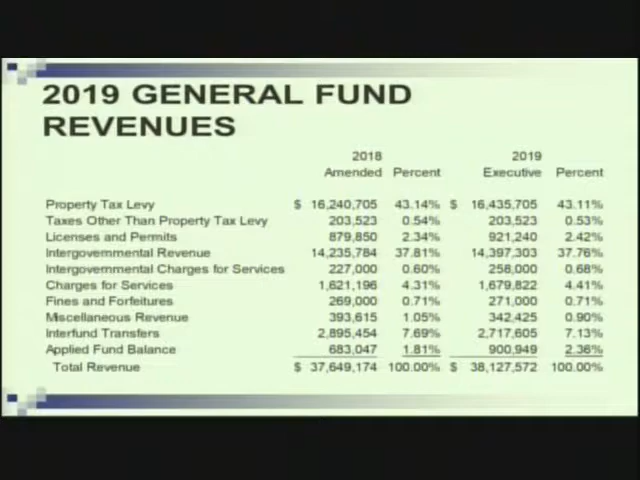 2019 GENERAL FUND
REVENUES
2018 2019
Amended Percent Executive Percent
Property Tax Levy $ 16,240,705 43.14% $ 16,435,705 43.11%
Taxes Other Than Property Tax Levy 203,523 0.54% 203,523 0.53%
Licenses and Permits 879,850 2.34% 921,240 2.42%
Intergovernmental Revenue 14,235,784 37.81% 14,397,303 37.76%
Intergovernmental Charges for Services 227,000 0.60% 258,000 0.68%
Charges for Services 1,621,196 4.31% 1,679,822 4.41%
Fines and Forfeitures 269,000 0.71% 271,000 0.71%
Miscellaneous Revenue 393,615 1.05% 342,425 0.90%
Interfund Transfers 2,895,454 7.69% 2,717,605 7.13%
Applied Fund Balance 683,047 1.81% 900,949 2.36%
Total Revenue $ 37,649,174 100.00% $ 38,127,572 100.00%